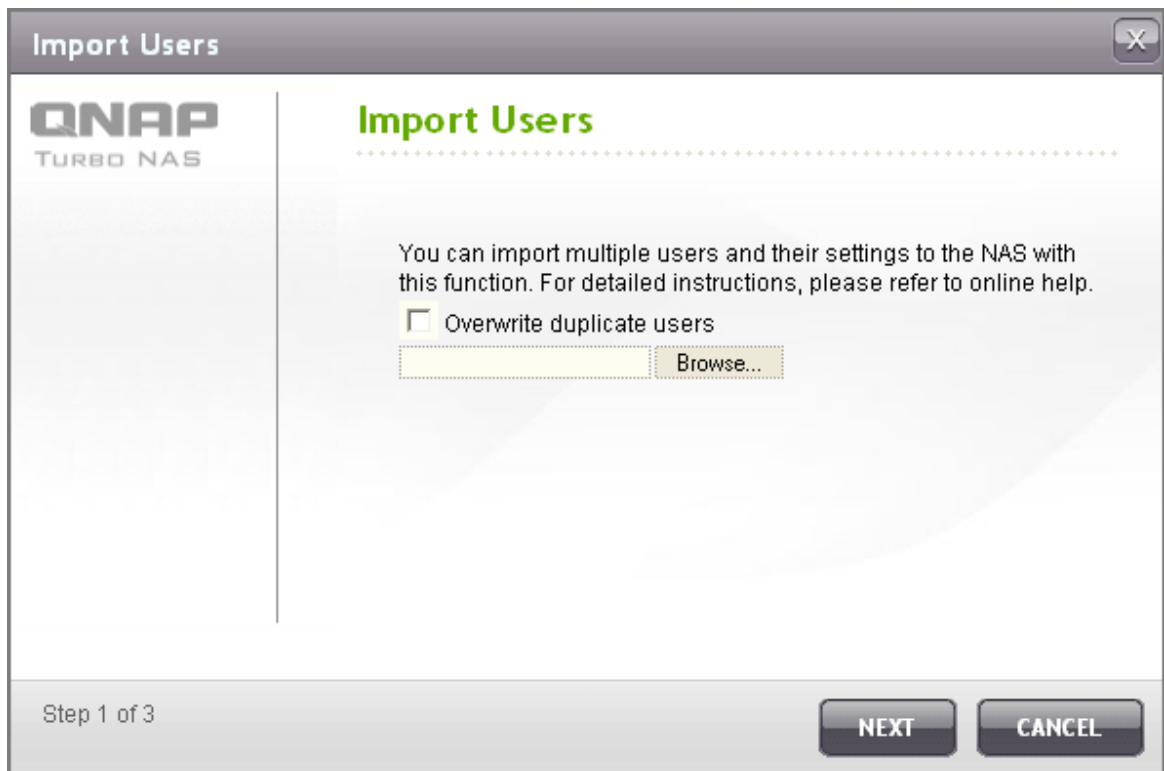 Import Users
X
QNAP
TURBO NAS
Import Users
You can import multiple users and their settings to the NAS with
this function. For detailed instructions, please refer to online help.
Overwrite duplicate users
Browse...
Step 1 of 3
NEXT
CANCEL